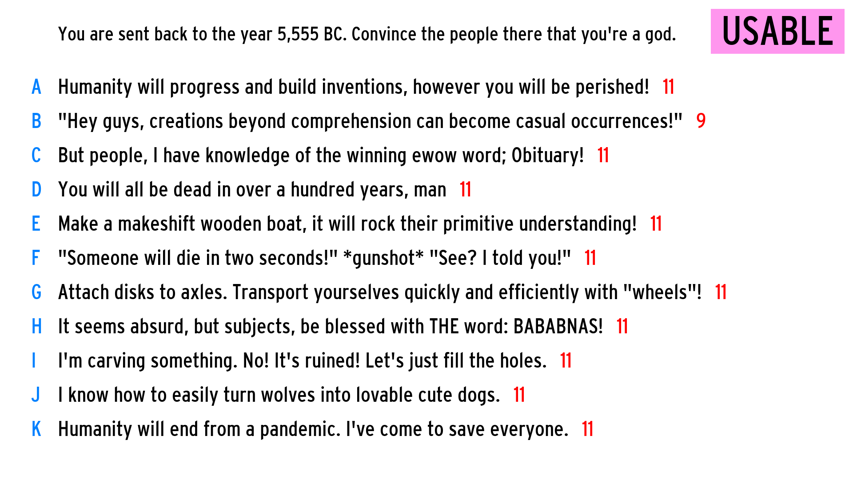 You are sent back to the year 5,555 BC. Convince the people there that you're a god.
USABLE
A Humanity will progress and build inventions, however you will be perished! 11
B "Hey guys, creations beyond comprehension can become casual occurrences!" 9
C But people, I have knowledge of the winning ewow word; Obituary! 11
D You will all be dead in over a hundred years, man 11
E Make a makeshift wooden boat, it will rock their primitive understanding! 11
F "Someone will die in two seconds!" *gunshot* "See? I told you!" 11
G Attach disks to axles. Transport yourselves quickly and efficiently with "wheels"! 11
H It seems absurd, but subjects, be blessed with THE word: BABABNAS! 11
I I'm carving something. No! It's ruined! Let's just fill the holes. 11
J I know how to easily turn wolves into lovable cute dogs. 11
K Humanity will end from a pandemic. I've come to save everyone. 11